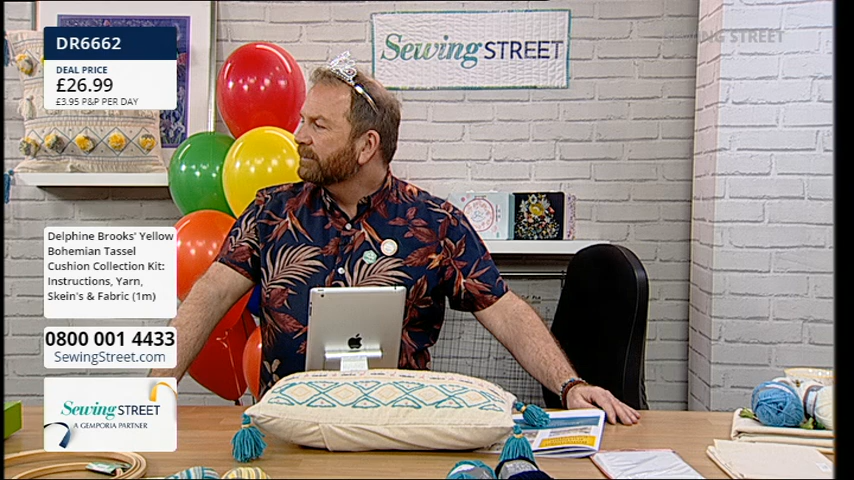 DR6662
DEAL PRICE
£26.99
£3.95 P&P PER DAY
Sewing STREET
SEWING STREET
Delphine Brooks' Yellow
Bohemian Tassel
Cushion Collection Kit:
Instructions, Yarn,
Skein's & Fabric (1m)
0800 001 4433
SewingStreet.com
Sewing STREET
A GEMPORIA PARTNER